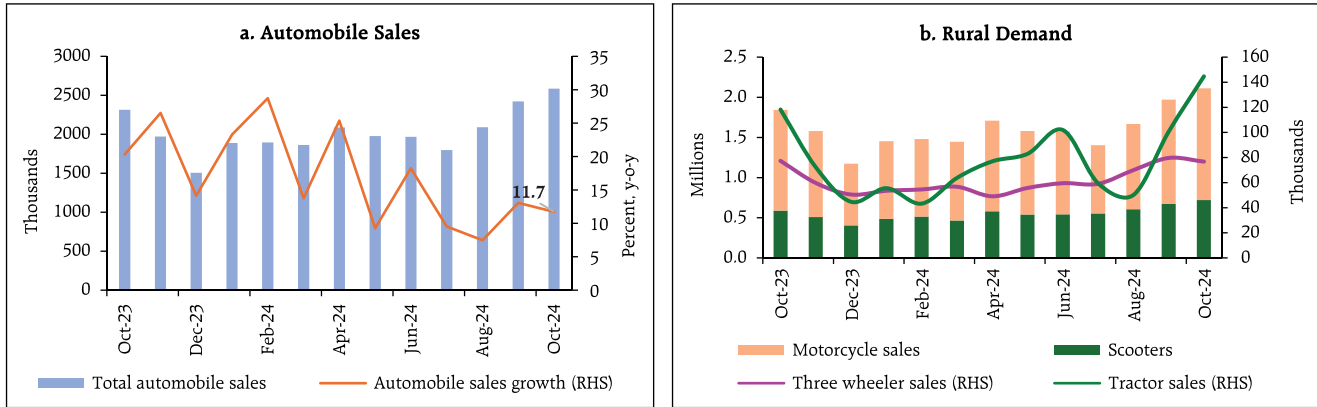 a. Automobile Sales
3000
2500
2000
1500
1000
500
0
Thousands
35
30
25
20
15
10
5
0
Percent, y-o-y
11.7
Oct-23
Dec-23
Feb-24
Apr-24
Jun-24
Aug-24
Oct-24
Total automobile sales
Automobile sales growth (RHS)
b. Rural Demand
2.5
2.0
1.5
1.0
0.5
0.0
Millions
160
140
120
100
80
60
40
20
0
Thousands
Oct-23
Dec-23
Feb-24
Apr-24
Jun-24
Aug-24
Oct-24
Motorcycle sales
Scooters
Three wheeler sales (RHS)
Tractor sales (RHS)